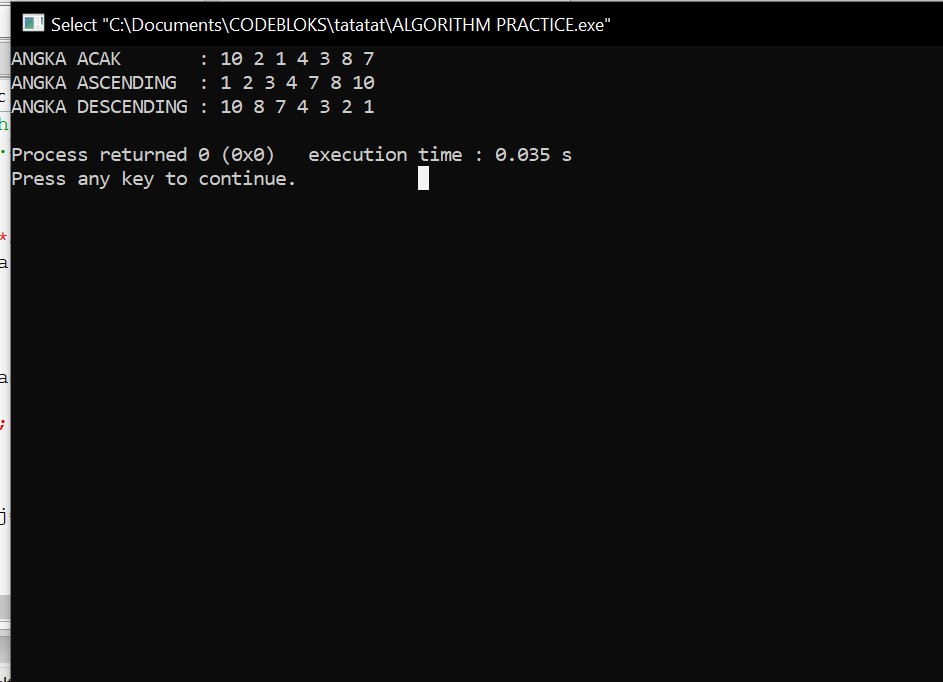 Select "C:\Documents\CODEBLOKS\tatatat\ALGORITHM PRACTICE.exe"
ANGKA ACAK       : 10 2 1 4 3 8 7
ANGKA ASCENDING  : 1 2 3 4 7 8 10
ANGKA DESCENDING : 10 8 7 4 3 2 1
Process returned 0 (0x0)   execution time : 0.035 s
Press any key to continue.